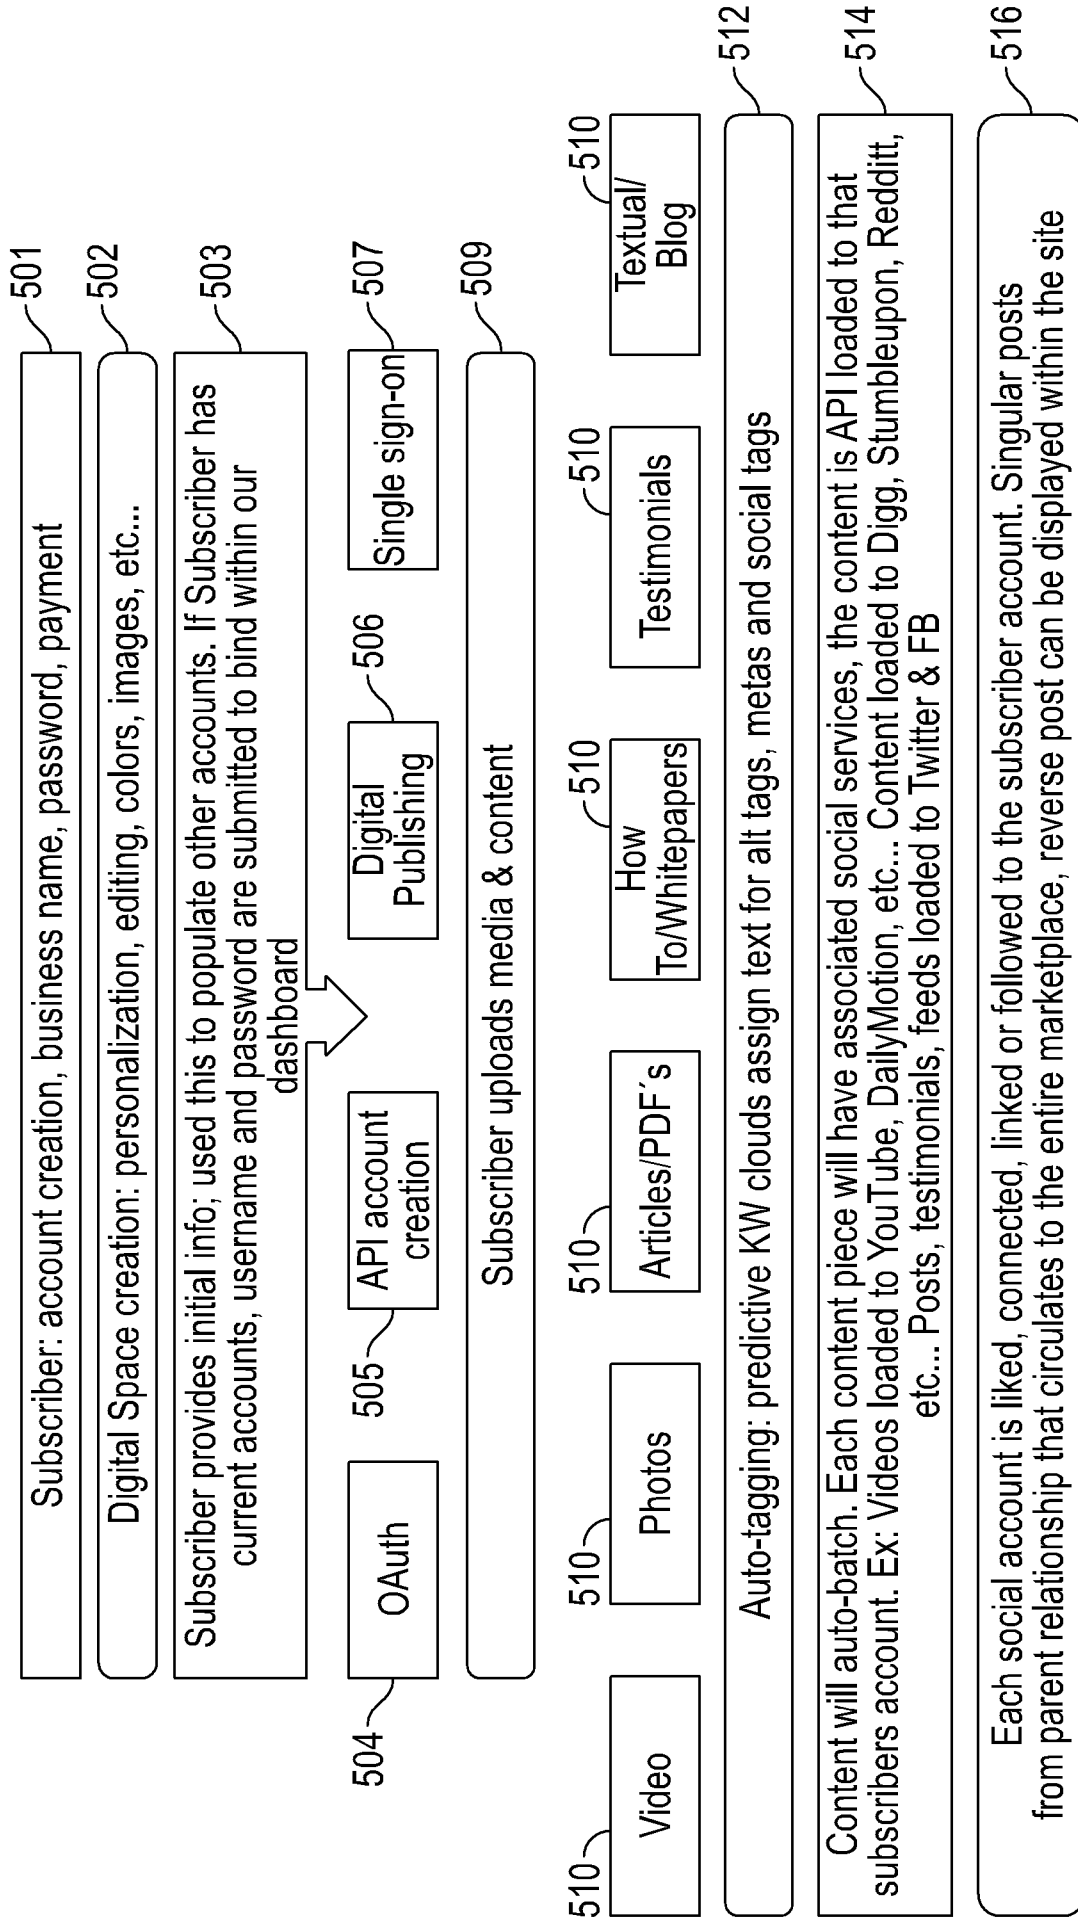 Subscriber: account creation, business name, password, payment
501
Digital Space creation: personalization, editing, colors, images, etc...
502
Subscriber provides initial info; used this to populate other accounts. If Subscriber has
current accounts, username and password are submitted to bind within our
dashboard
503
504
OAuth
505
API account
creation
Digital
Publishing
506
Single sign-on
507
Subscriber uploads media & content
509
510
Video
510
Photos
510
Articles/PDF´s
510
How
To/Whitepapers
510
Testimonials
510
Textual/
Blog
Auto-tagging: predictive KW clouds assign text for alt tags, metas and social tags
512
Content will auto-batch. Each content piece will have associated social services, the content is API loaded to that
subscribers account. Ex: Videos loaded to YouTube, DailyMotion, etc... Content loaded to Digg, Stumbleupon, Redditt,
etc... Posts, testimonials, feeds loaded to Twitter & FB
514
Each social account is liked, connected, linked or followed to the subscriber account. Singular posts
from parent relationship that circulates to the entire marketplace, reverse post can be displayed within the site
516